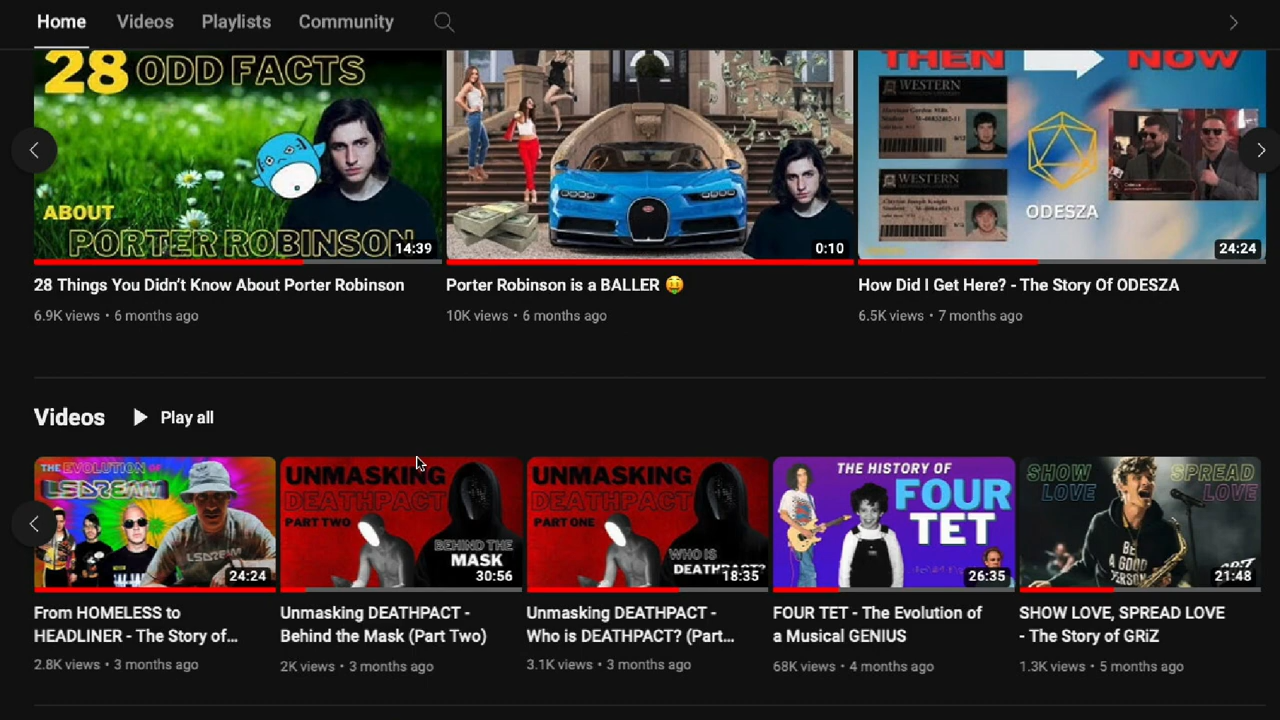 Home Videos Playlists Community
28 ODD FACTS
ABOUT
PORTER ROBINSON
14:39
0:10
THEN NOW
WESTERN
WESTERN
ODESZA
24:24
28 Things You Didn’t Know About Porter Robinson
6.9K views • 6 months ago
Porter Robinson is a BALLER 🤑
10K views • 6 months ago
How Did I Get Here? - The Story Of ODESZA
6.5K views • 7 months ago
Videos Play all
THE EVOLUTION OF
LSDREAM
LSDREAM
24:24
UNMASKING
DEATHPACT
PART TWO
BEHIND THE
MASK
30:56
UNMASKING
DEATHPACT
PART ONE
WHO IS
DEATHPACT?
18:35
THE HISTORY OF
FOUR
TET
26:35
SHOW
LOVE
SPREAD
LOVE
BE
A GOOD
PERSON
21:48
From HOMELESS to
HEADLINER - The Story of...
2.8K views • 3 months ago
Unmasking DEATHPACT -
Behind the Mask (Part Two)
2K views • 3 months ago
Unmasking DEATHPACT -
Who is DEATHPACT? (Part...
3.1K views • 3 months ago
FOUR TET - The Evolution of
a Musical GENIUS
68K views • 4 months ago
SHOW LOVE, SPREAD LOVE
- The Story of GRiZ
1.3K views • 5 months ago